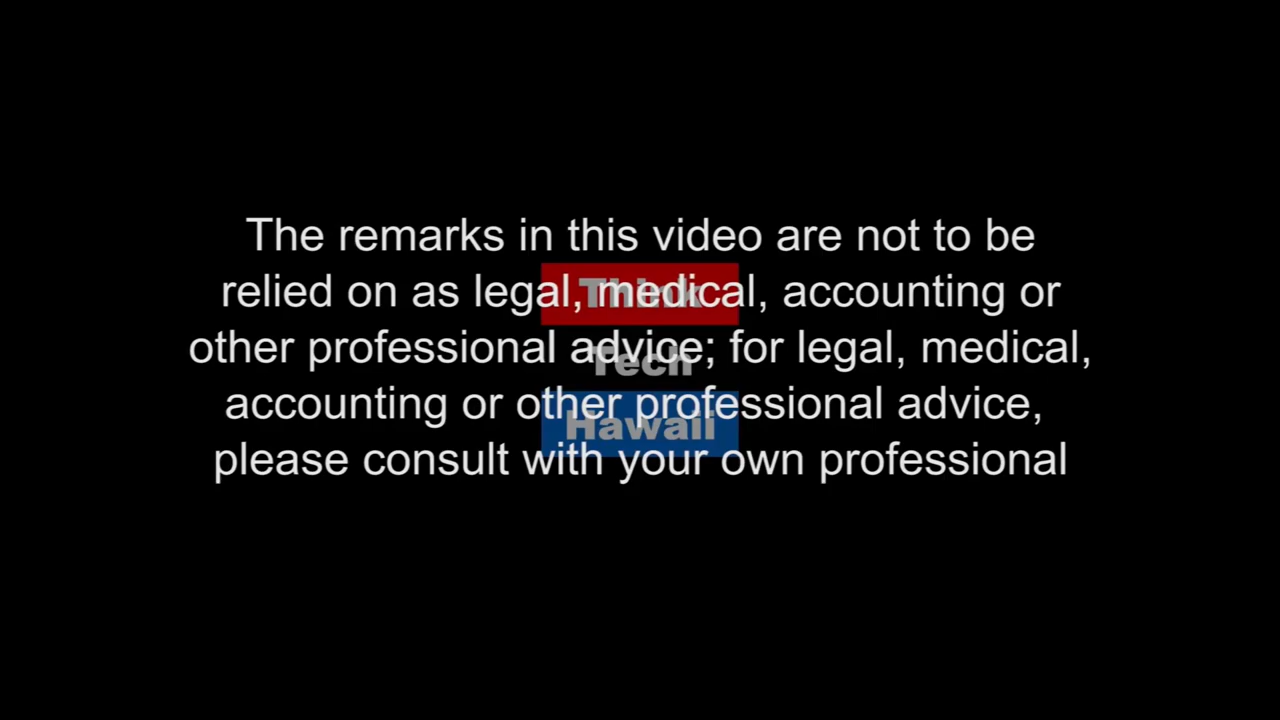 The remarks in this video are not to be
relied on as legal, medical, accounting or
other professional advice; for legal, medical,
accounting or other professional advice,
please consult with your own professional
Think
Tech
Hawaii